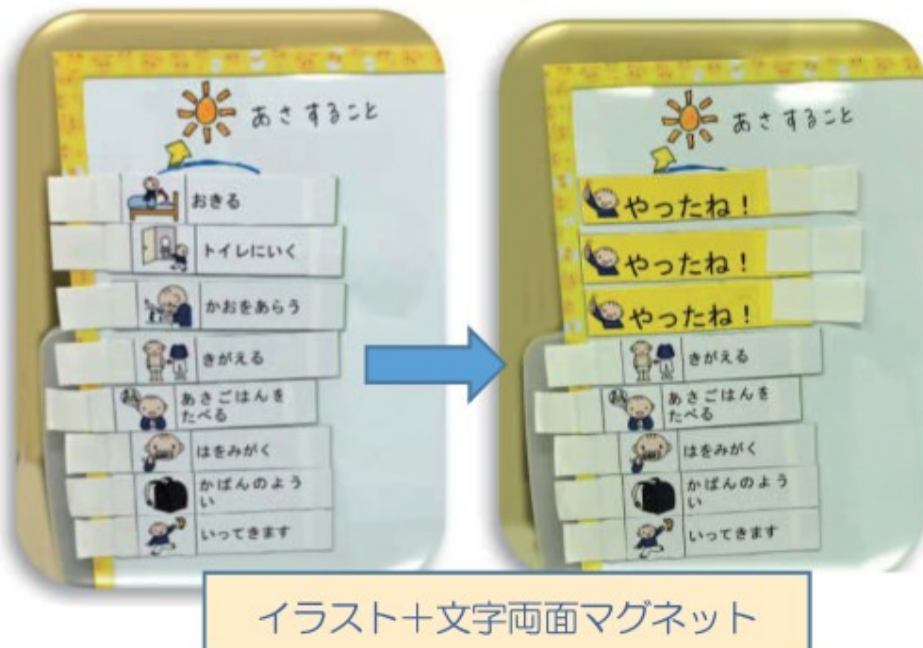 あさすること
おきる
トイレにいく
かおをあらう
きがえる
あさごはんを
たべる
はをみがく
かばんのよう
い
いってきます
あさすること
やったね！
やったね！
やったね！
きがえる
あさごはんを
たべる
はをみがく
かばんのよう
い
いってきます
イラスト＋文字両面マグネット